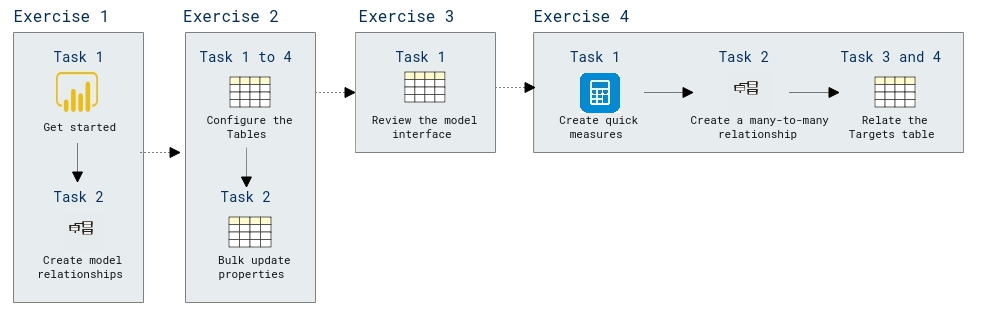 Exercise 1
Task 1
Get started
Task 2
Create model
relationships
Exercise 2
Task 1 to 4
Configure the
Tables
Task 2
Bulk update
properties
Exercise 3
Task 1
Review the model
interface
Exercise 4
Task 1
Create quick
measures
Task 2
Create a many-to-many
relationship
Task 3 and 4
Relate the
Targets table